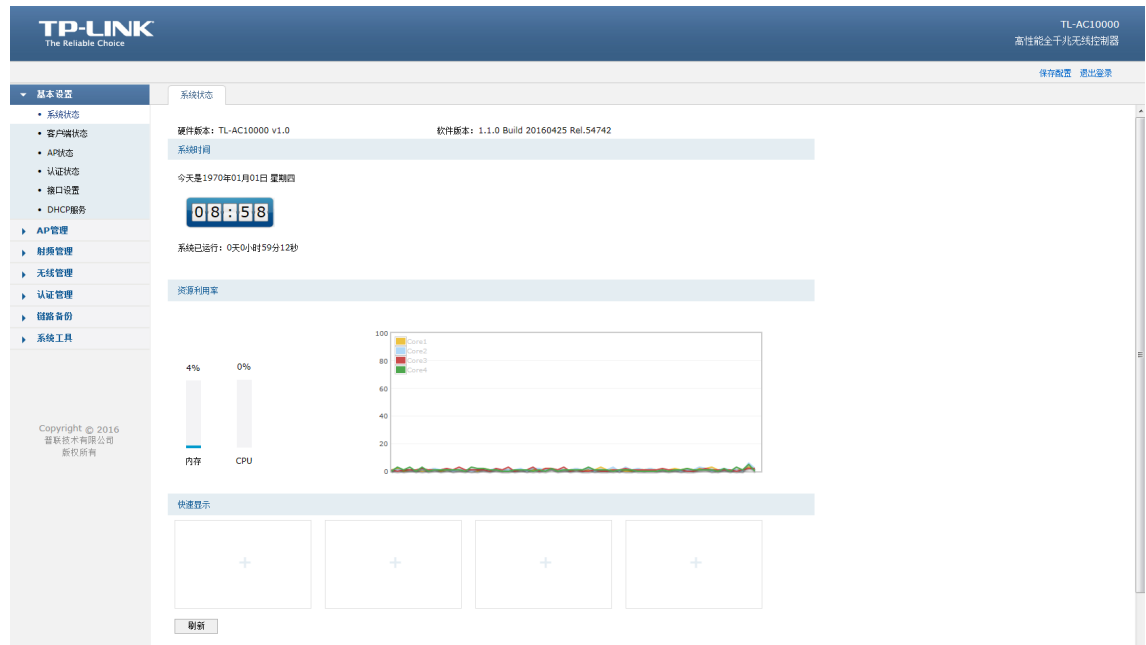 TP-LINK
The Reliable Choice
TL-AC10000
高性能全千兆无线控制器
保存配置 退出登录
基本设置
系统状态
客户端状态
AP状态
认证状态
接口设置
DHCP服务
AP管理
射频管理
无线管理
认证管理
链路备份
系统工具
Copyright © 2016
普联技术有限公司
版权所有
系统状态
硬件版本：TL-AC10000 v1.0 软件版本：1.1.0 Build 20160425 Rel.54742
系统时间
今天是1970年01月01日 星期四
08:58
系统已运行：0天0小时59分12秒
资源利用率
4% 0%
内存 CPU
100
80
60
40
20
0
Core1
Core2
Core3
Core4
快速显示
+ + + +
刷新